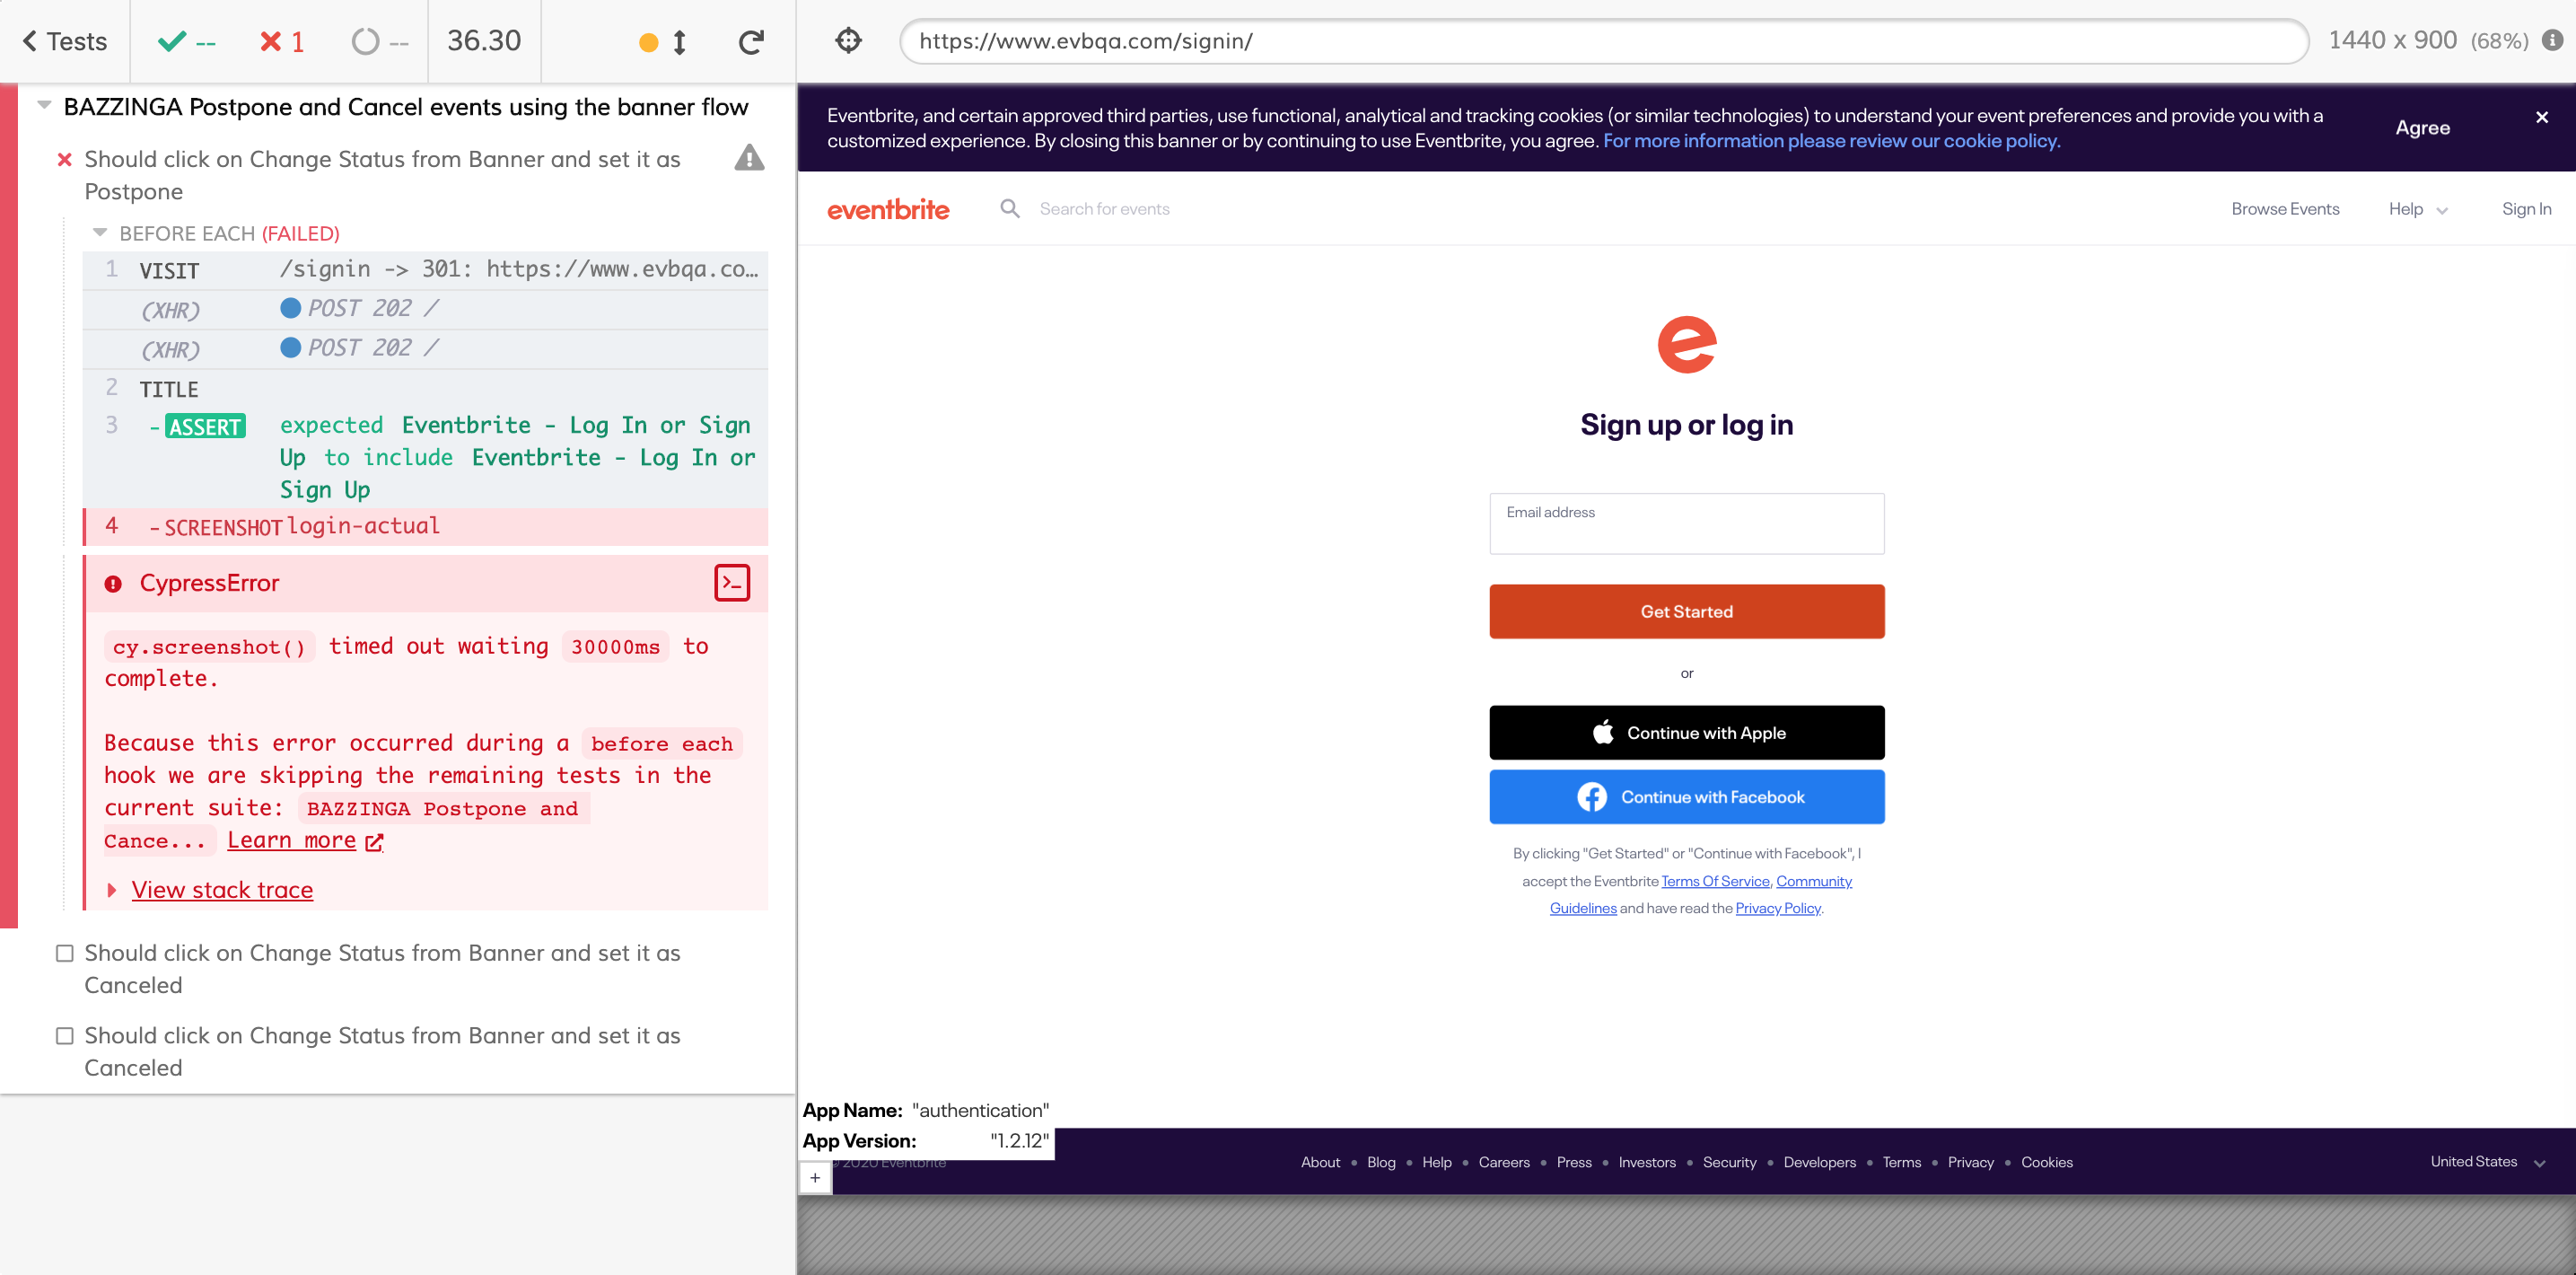 Tests
--
1
--
36.30
https://www.evbqa.com/signin/
1440 x 900 (68%)
BAZZINGA Postpone and Cancel events using the banner flow
Should click on Change Status from Banner and set it as
Postpone
BEFORE EACH (FAILED)
1 VISIT /signin -> 301: https://www.evbqa.co…
(XHR) POST 202 /
(XHR) POST 202 /
2 TITLE
3 -ASSERT expected Eventbrite - Log In or Sign
Up to include Eventbrite - Log In or
Sign Up
4 -SCREENSHOT login-actual
CypressError
>_
cy.screenshot() timed out waiting 30000ms to
complete.
Because this error occurred during a before each
hook we are skipping the remaining tests in the
current suite: BAZZINGA Postpone and
Cance... Learn more
View stack trace
Should click on Change Status from Banner and set it as
Canceled
Should click on Change Status from Banner and set it as
Canceled
Eventbrite, and certain approved third parties, use functional, analytical and tracking cookies (or similar technologies) to understand your event preferences and provide you with a
customized experience. By closing this banner or by continuing to use Eventbrite, you agree. For more information please review our cookie policy.
Agree
eventbrite
Search for events
Browse Events
Help
Sign In
e
Sign up or log in
Email address
Get Started
or
Continue with Apple
Continue with Facebook
By clicking "Get Started" or "Continue with Facebook", I
accept the Eventbrite Terms Of Service, Community
Guidelines and have read the Privacy Policy.
App Name: "authentication"
App Version: "1.2.12"
© 2020 Eventbrite
+
About • Blog • Help • Careers • Press • Investors • Security • Developers • Terms • Privacy • Cookies
United States